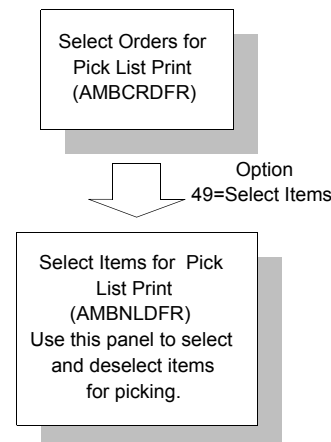 Select Orders for
Pick List Print
(AMBCRDFR)
Option
49=Select Items
Select Items for Pick
List Print
(AMBNLDFR)
Use this panel to select
and deselect items
for picking.